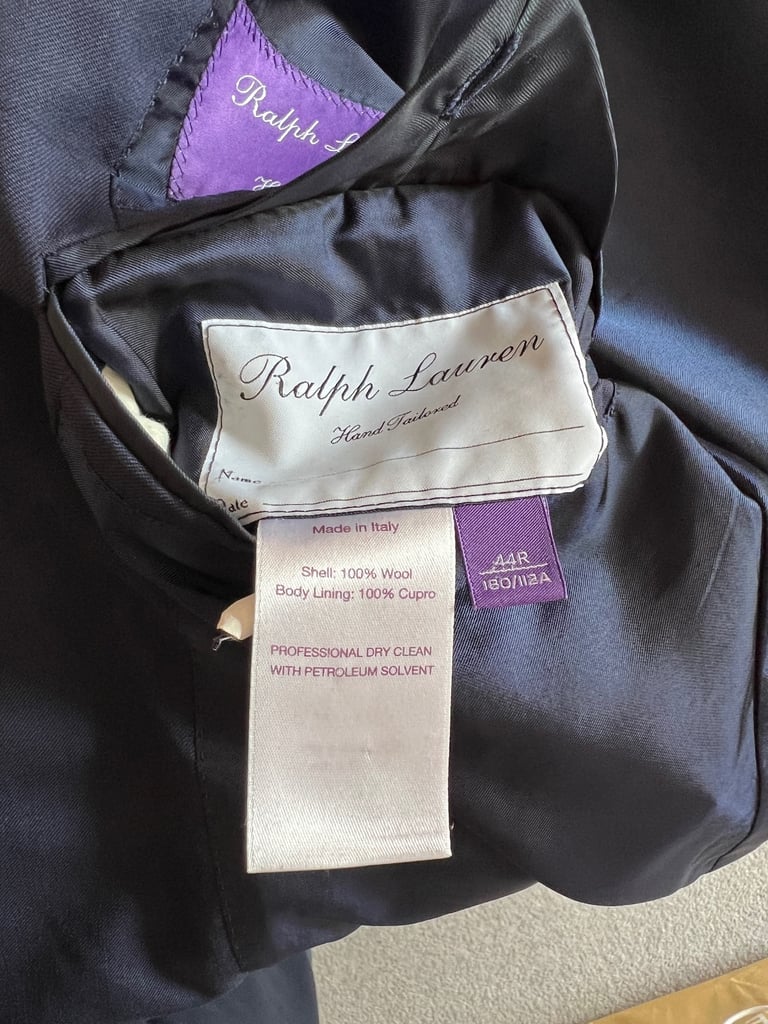 Ralph L
Ralph Lauren
Hand Tailored
Name
Date
Made in Italy
Shell: 100% Wool
Body Lining: 100% Cupro
PROFESSIONAL DRY CLEAN
WITH PETROLEUM SOLVENT
44R
180/112A